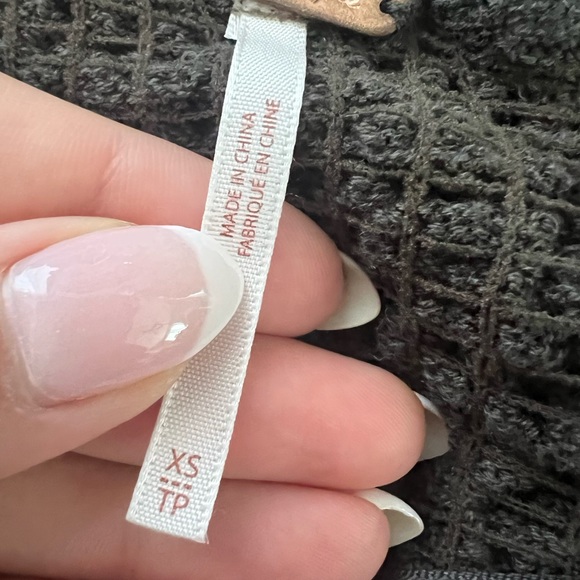 MADE IN CHINA
FABRIQUÉ EN CHINE
XS
TP